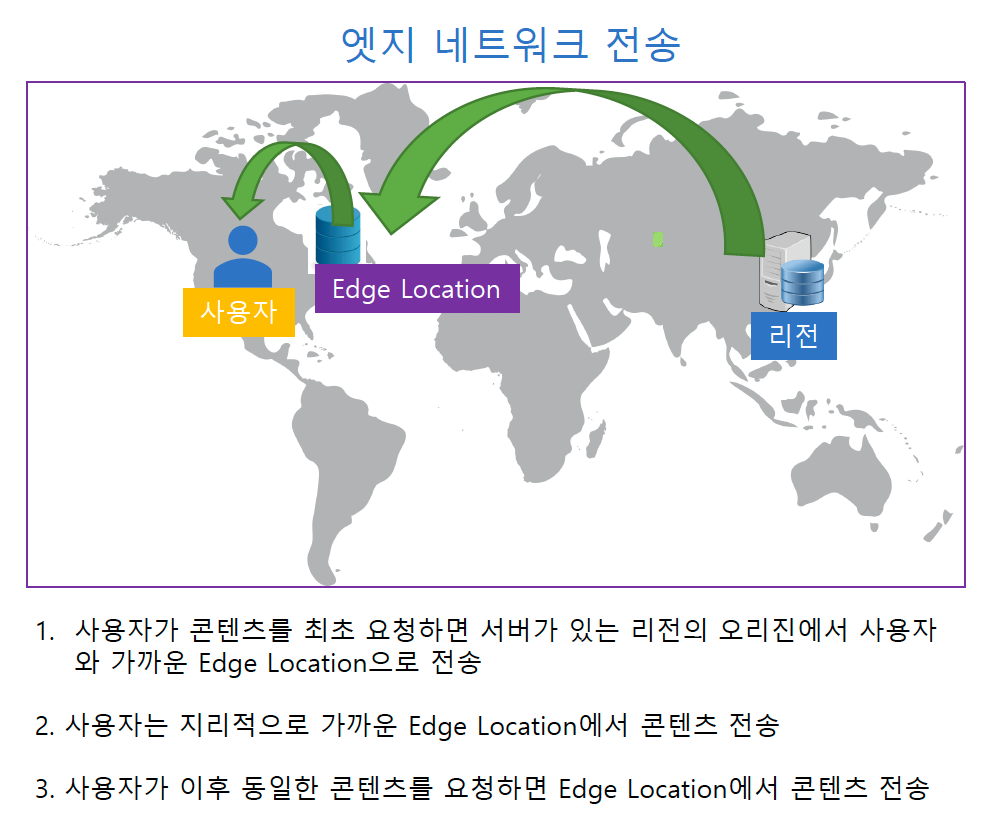 엣지 네트워크 전송
Edge Location
사용자
리전
1. 사용자가 콘텐츠를 최초 요청하면 서버가 있는 리전의 오리진에서 사용자
와 가까운 Edge Location으로 전송
2. 사용자는 지리적으로 가까운 Edge Location에서 콘텐츠 전송
3. 사용자가 이후 동일한 콘텐츠를 요청하면 Edge Location에서 콘텐츠 전송